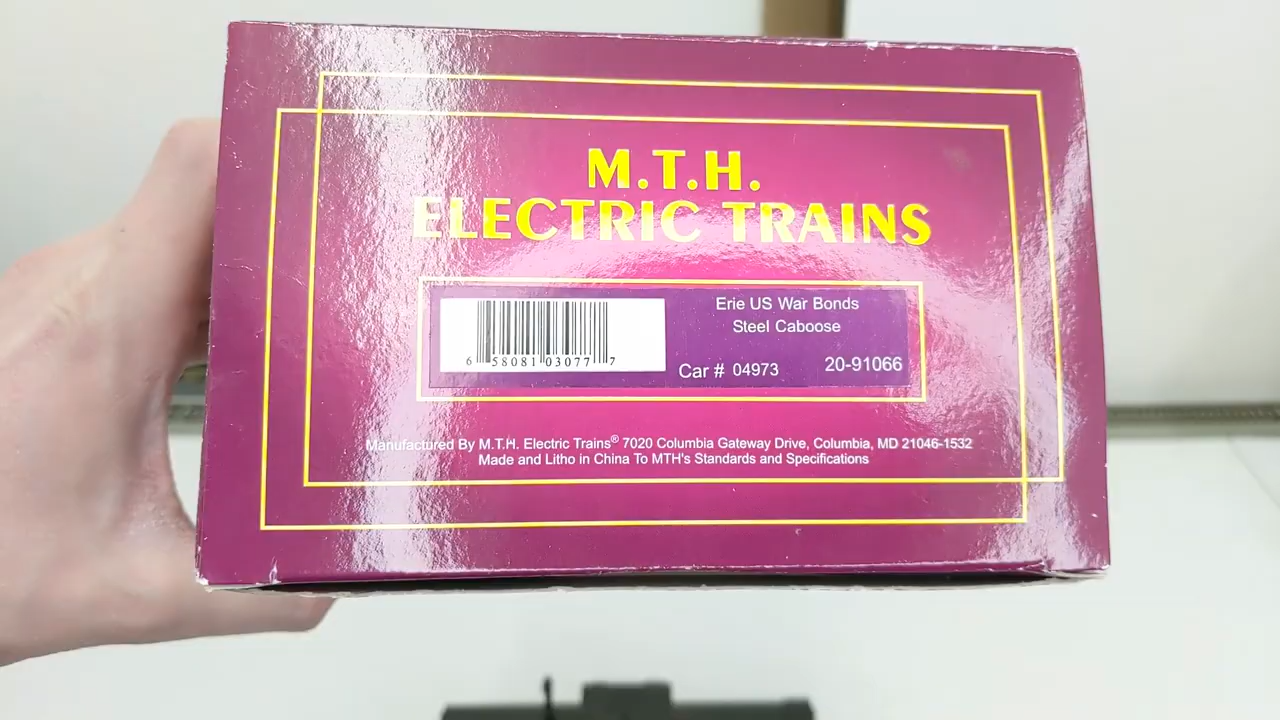 M.T.H.
ELECTRIC TRAINS
Erie US War Bonds
Steel Caboose
6 58081 03077 7
Car # 04973 20-91066
Manufactured By M.T.H. Electric Trains® 7020 Columbia Gateway Drive, Columbia, MD 21046-1532
Made and Litho in China To MTH's Standards and Specifications